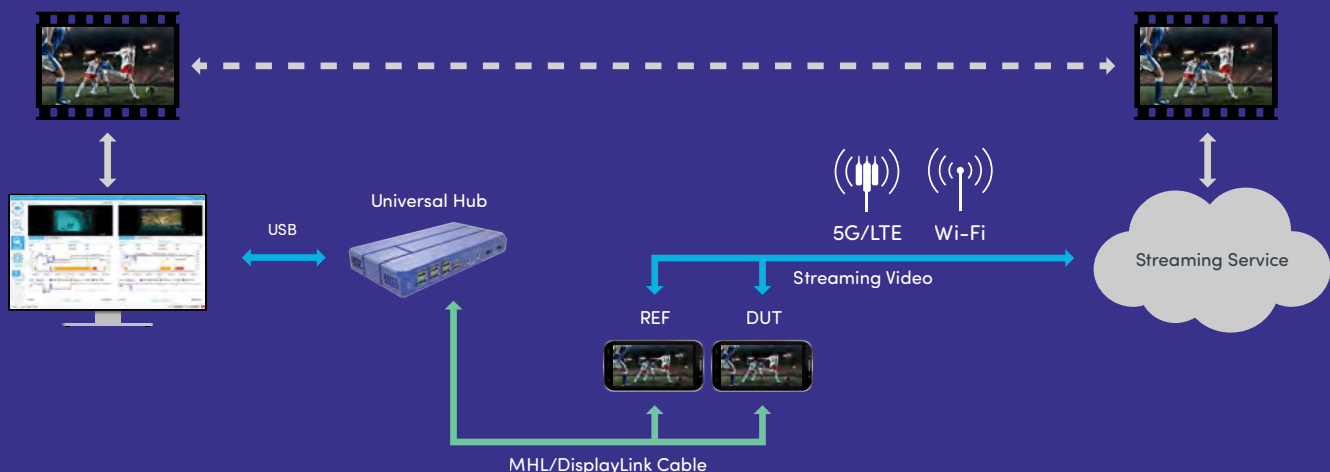 Universal Hub
USB
5G/LTE
Wi-Fi
Streaming Service
Streaming Video
REF
DUT
MHL/DisplayLink Cable